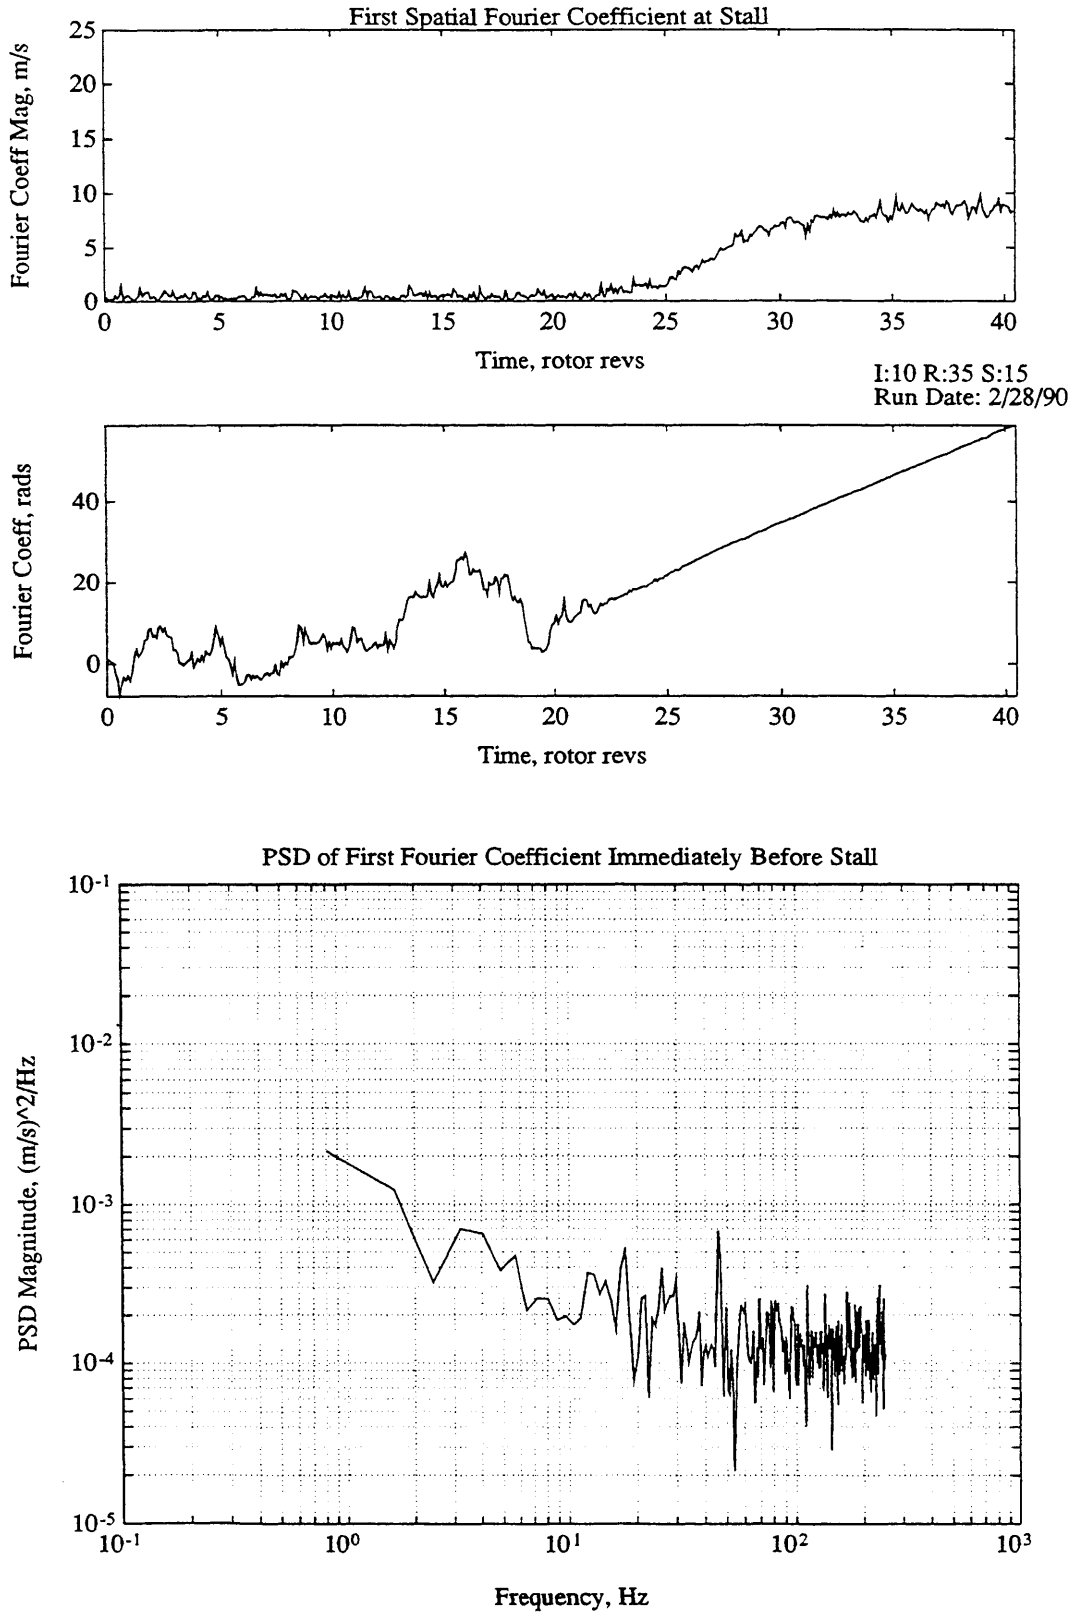 First Spatial Fourier Coefficient at Stall
Fourier Coeff Mag, m/s
25
20
15
10
5
0
0 5 10 15 20 25 30 35 40
Time, rotor revs
I:10 R:35 S:15
Run Date: 2/28/90
Fourier Coeff, rads
40
20
0
0 5 10 15 20 25 30 35 40
Time, rotor revs
PSD of First Fourier Coefficient Immediately Before Stall
PSD Magnitude, (m/s)^2/Hz
10-1
10-2
10-3
10-4
10-5
10-1 100 101 102 103
Frequency, Hz